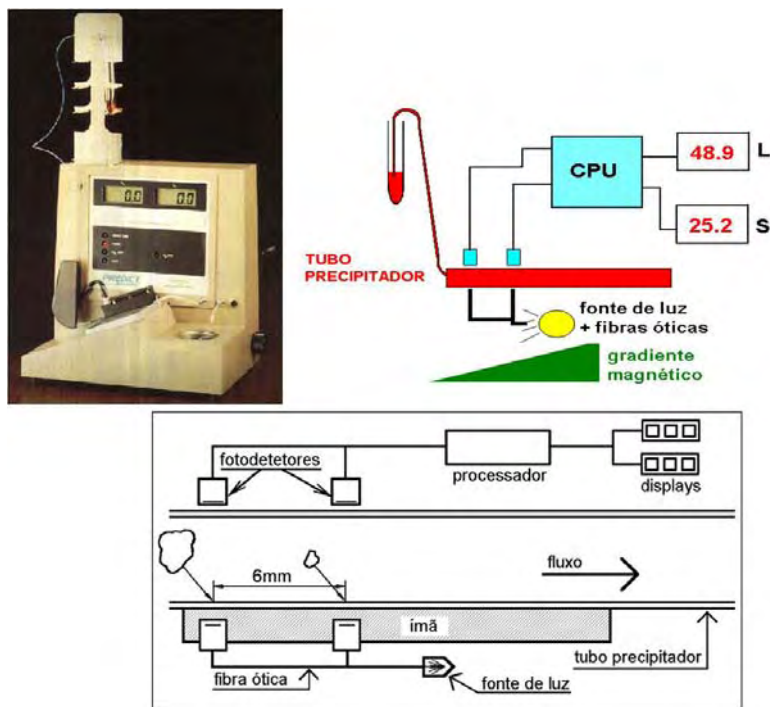 0.0
0.0
PREDICT
CPU
48.9
L
25.2
S
TUBO
PRECIPITADOR
fonte de luz
+ fibras óticas
gradiente
magnético
fotodetetores
processador
displays
6mm
fluxo
ímã
fibra ótica
fonte de luz
tubo precipitador